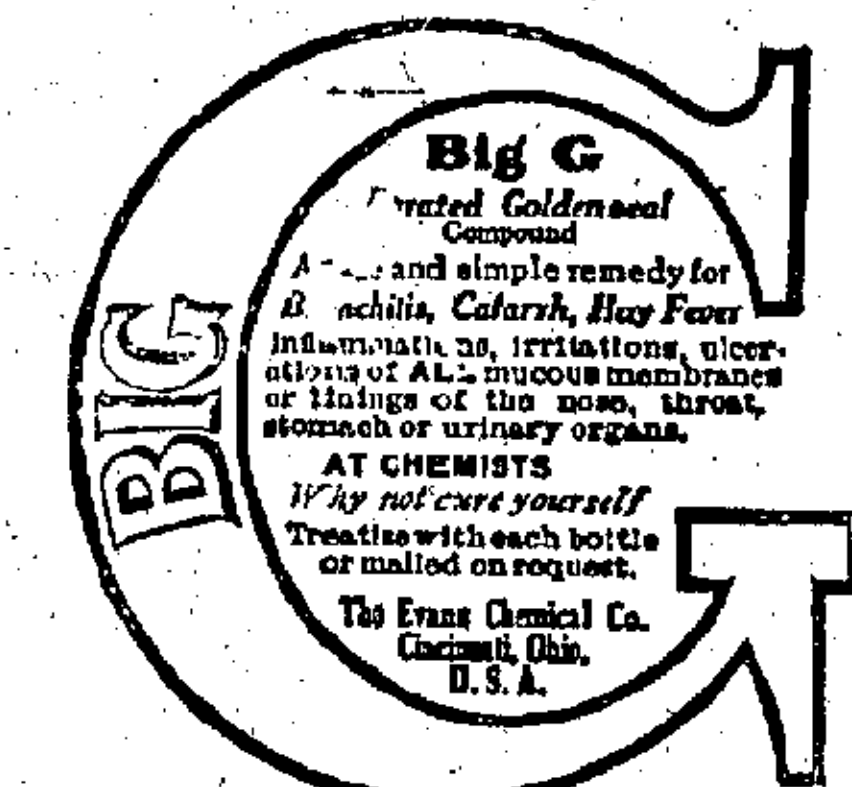 BIG
Big G
Goldenseal
Compound
A and simple remedy for
Catarrh, Hay Fever
Inflammations, irritations, ulcer-
ations of ALL mucous membranes
or linings of the nose, throat,
stomach or urinary organs.
AT CHEMISTS
Why not cure yourself
Treatise with each bottle
or mailed on request.
The Evans Chemical Co.
Cincinnati, Ohio,
U. S. A.